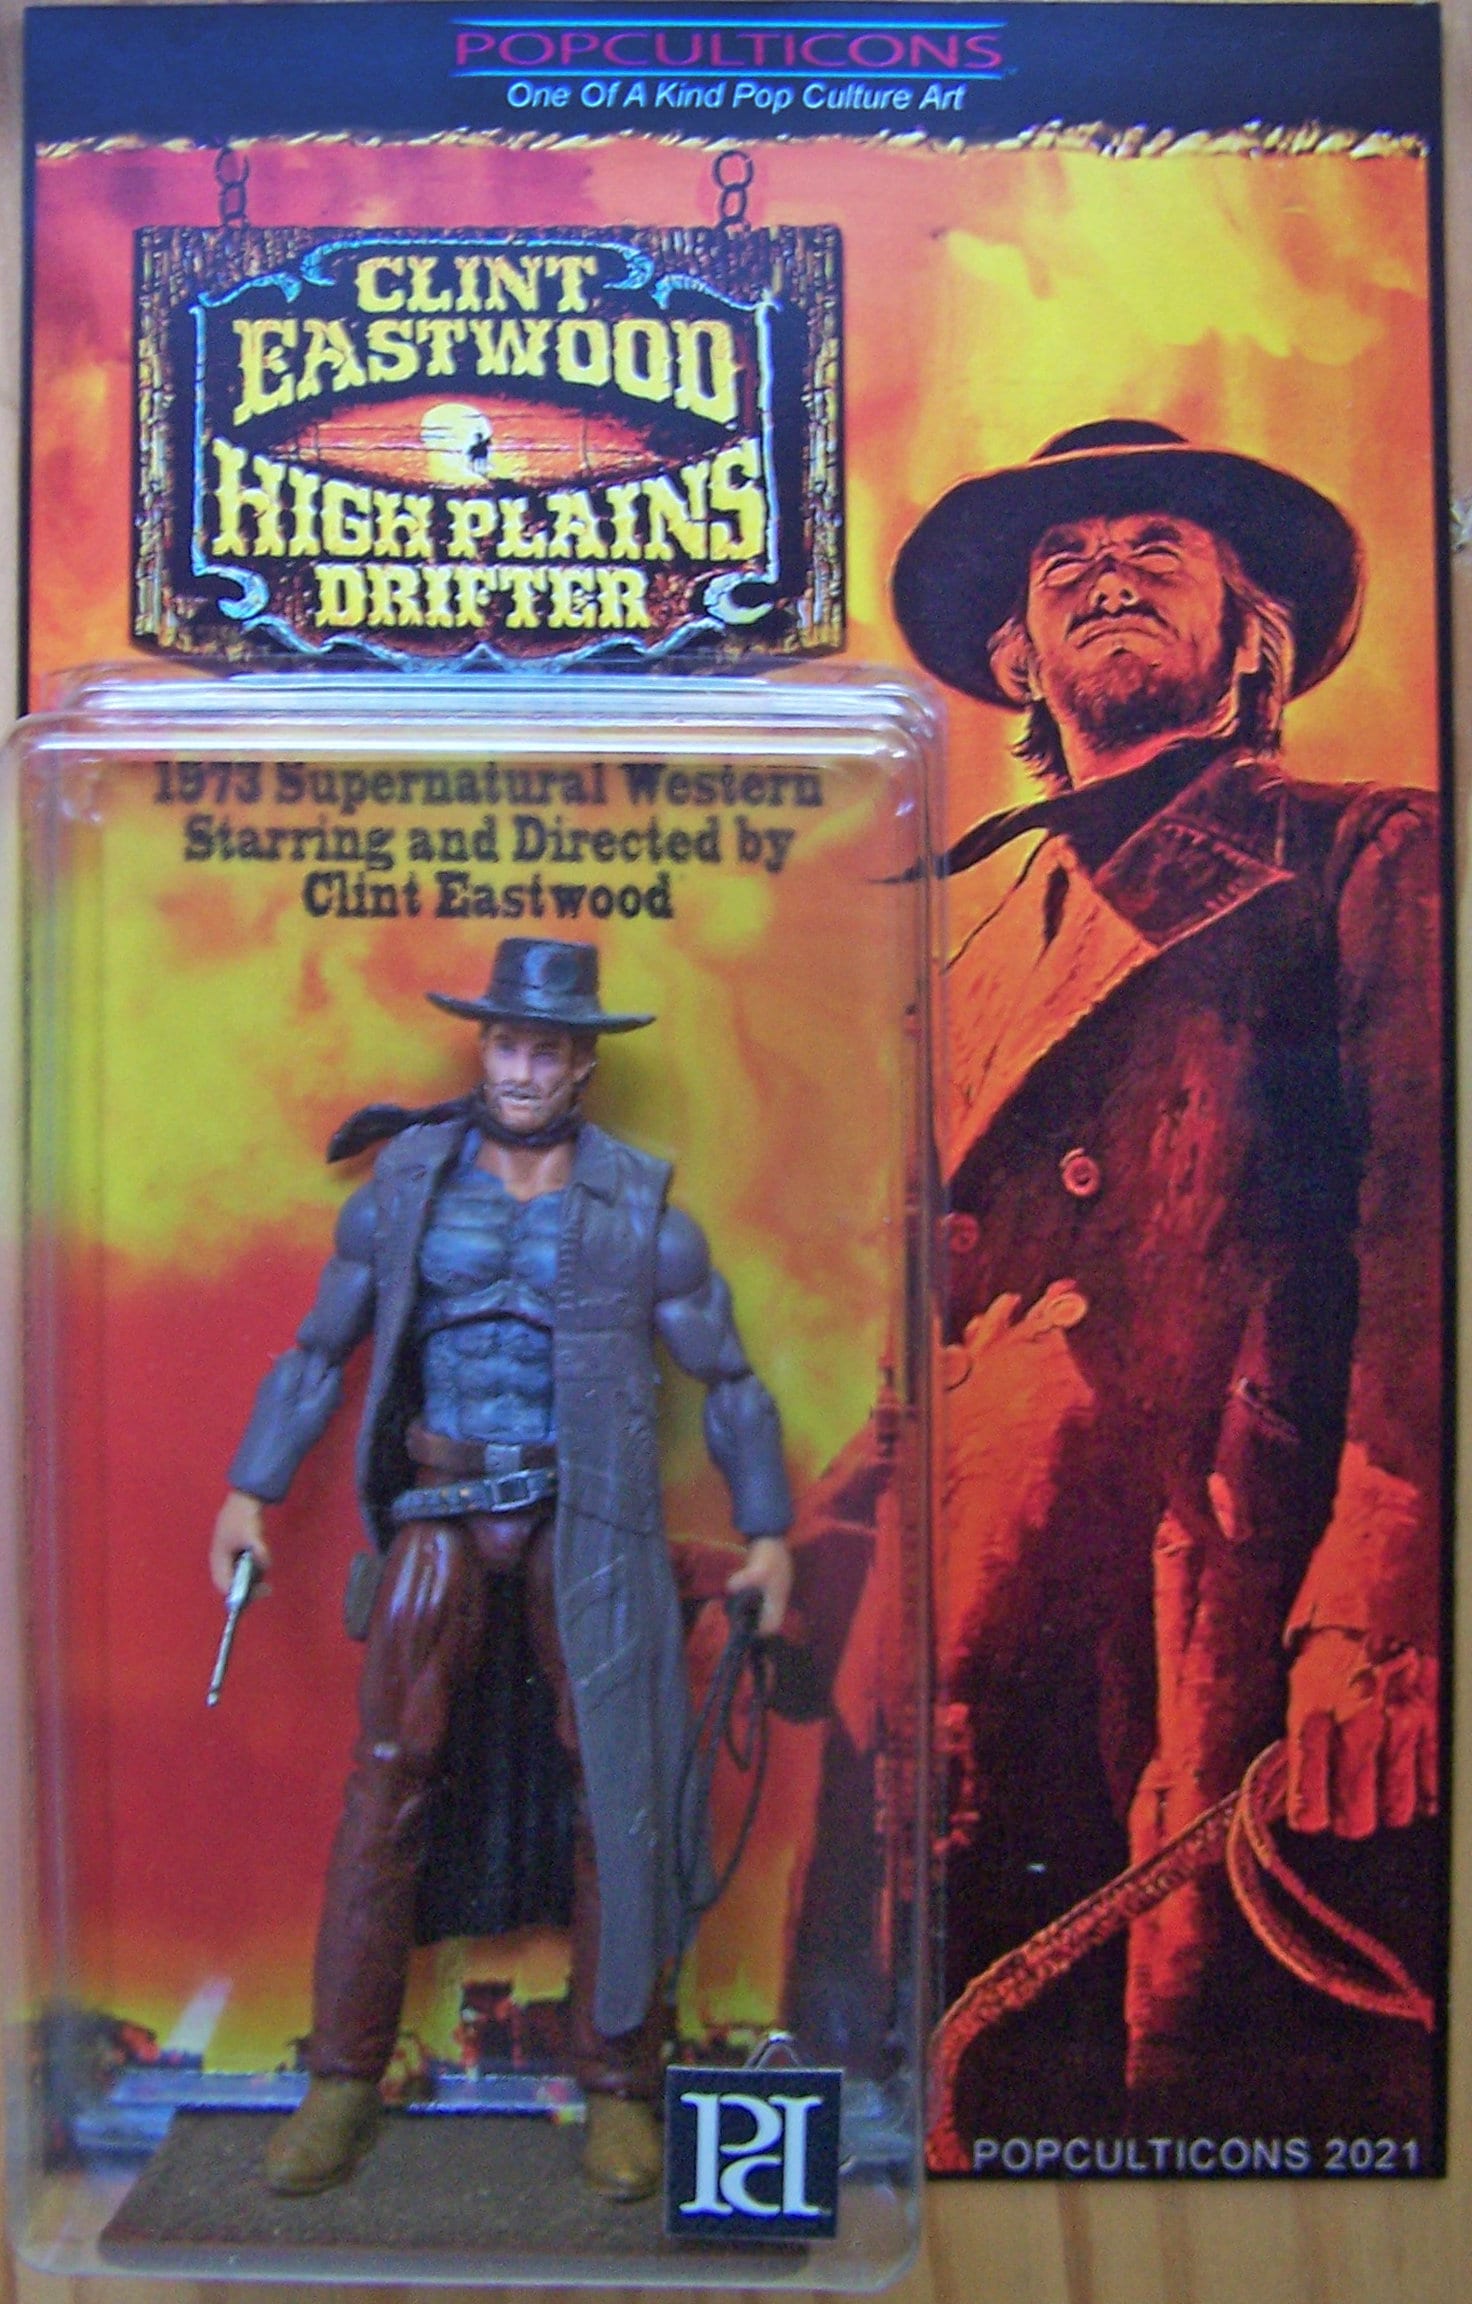 POPCULTICONS
One Of A Kind Pop Culture Art
CLINT
EASTWOOD
HIGH PLAINS
DRIFTER
1973 Supernatural Western
Starring and Directed by
Clint Eastwood
POPCULTICONS 2021